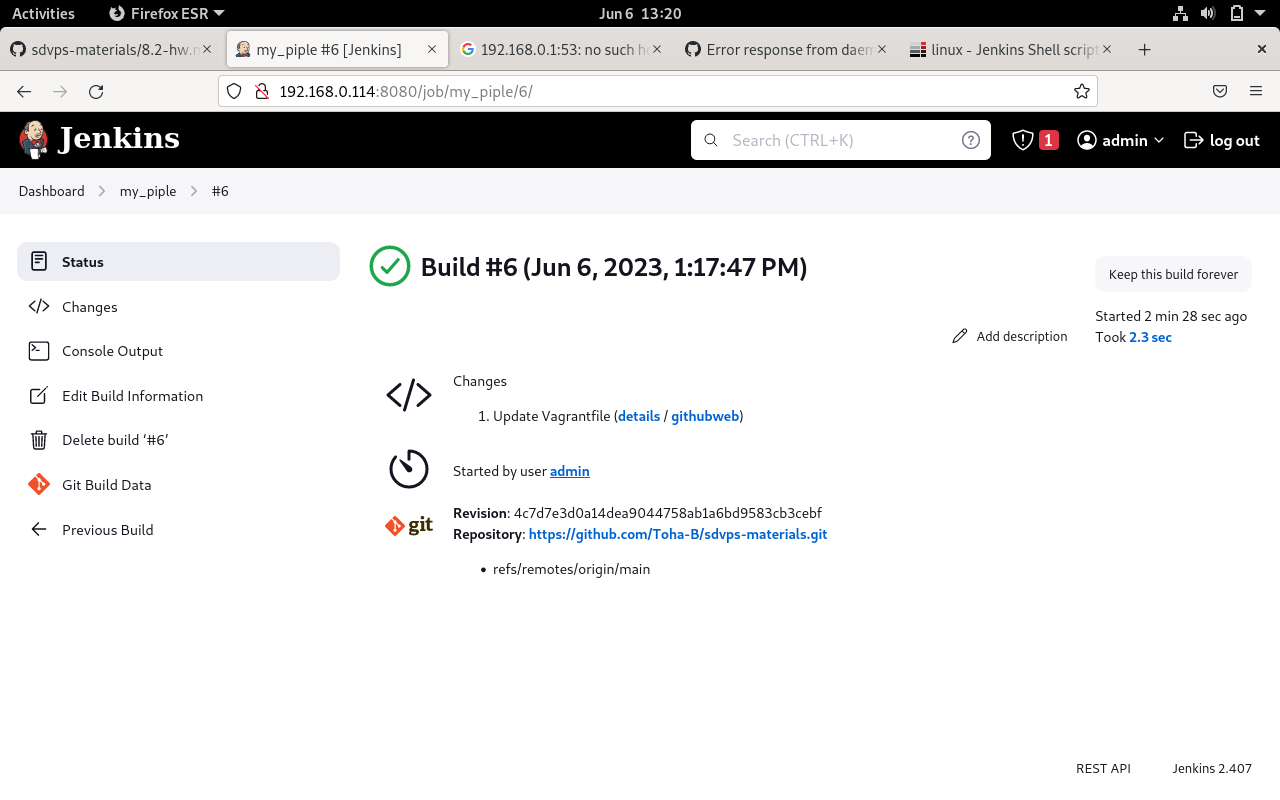 Activities Firefox ESR Jun 6 13:20
sdvps-materials/8.2-hw.m my_piple #6 [Jenkins] 192.168.0.1:53: no such ho Error response from daem linux - Jenkins Shell script
192.168.0.114:8080/job/my_piple/6/
Jenkins Search (CTRL+K) 1 admin log out
Dashboard my_piple #6
Status
Changes
Console Output
Edit Build Information
Delete build ‘#6’
Git Build Data
Previous Build
Build #6 (Jun 6, 2023, 1:17:47 PM)
Keep this build forever
Started 2 min 28 sec ago
Took 2.3 sec
Add description
Changes
1. Update Vagrantfile (details / githubweb)
Started by user admin
git
Revision: 4c7d7e3d0a14dea9044758ab1a6bd9583cb3cebf
Repository: https://github.com/Toha-B/sdvps-materials.git
• refs/remotes/origin/main
REST API Jenkins 2.407